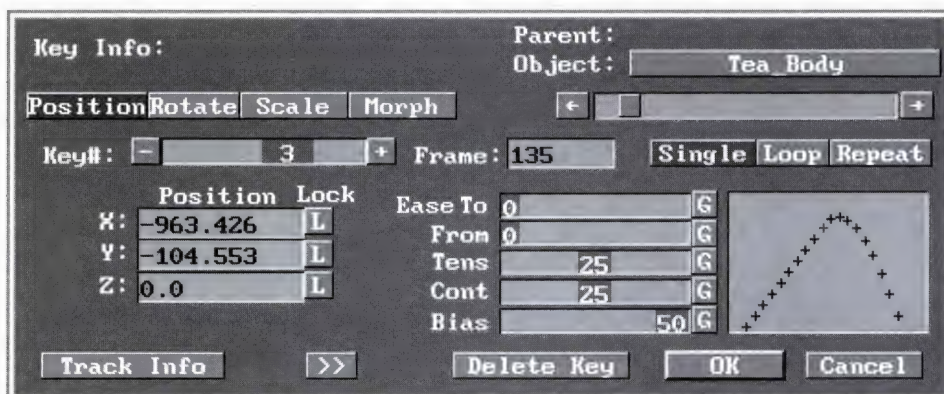 Key Info:
Parent:
Object: Tea_Body
Position Rotate Scale Morph
Key#: - 3 + Frame: 135 Single Loop Repeat
Position Lock
X: -963.426 L
Y: -104.553 L
Z: 0.0 L
Ease To 0 G
From 0 G
Tens 25 G
Cont 25 G
Bias 50 G
Track Info >> Delete Key OK Cancel